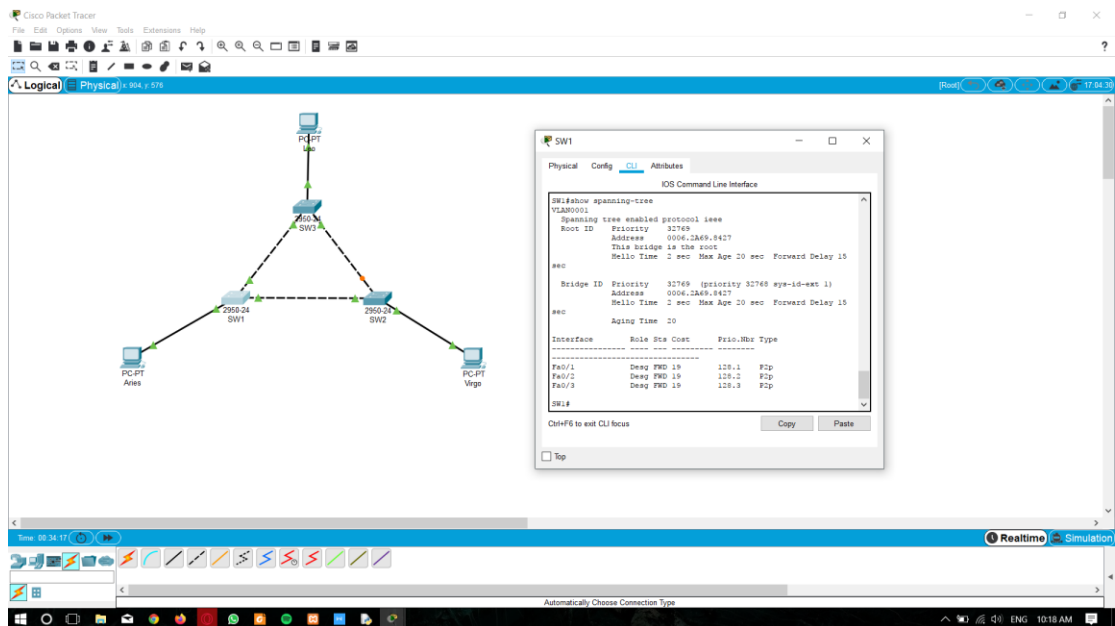 Cisco Packet Tracer
File Edit Options View Tools Extensions Help
?
Logical Physical x: 904, y: 576 [Root] 17:04:30
PC-PT
2950-24
SW3
2950-24
SW1
2950-24
SW2
PC-PT
Aries
PC-PT
Virgo
SW1
Physical Config CLI Attributes
IOS Command Line Interface
SW1#show spanning-tree
VLAN0001
Spanning tree enabled protocol ieee
Root ID Priority 32769
Address 0006.2A69.8427
This bridge is the root
Hello Time 2 sec Max Age 20 sec Forward Delay 15
sec
Bridge ID Priority 32769 (priority 32768 sys-id-ext 1)
Address 0006.2A69.8427
Hello Time 2 sec Max Age 20 sec Forward Delay 15
sec
Aging Time 20
Interface Role Sts Cost Prio.Nbr Type
---------------- ---- --- --------- -------- --------------------------------
Fa0/1 Desg FWD 19 128.1 P2p
Fa0/2 Desg FWD 19 128.2 P2p
Fa0/3 Desg FWD 19 128.3 P2p
SW1#
Ctrl+F6 to exit CLI focus Copy Paste
Top
Time: 00:34:17 Realtime Simulation
Automatically Choose Connection Type
ENG 10:18 AM